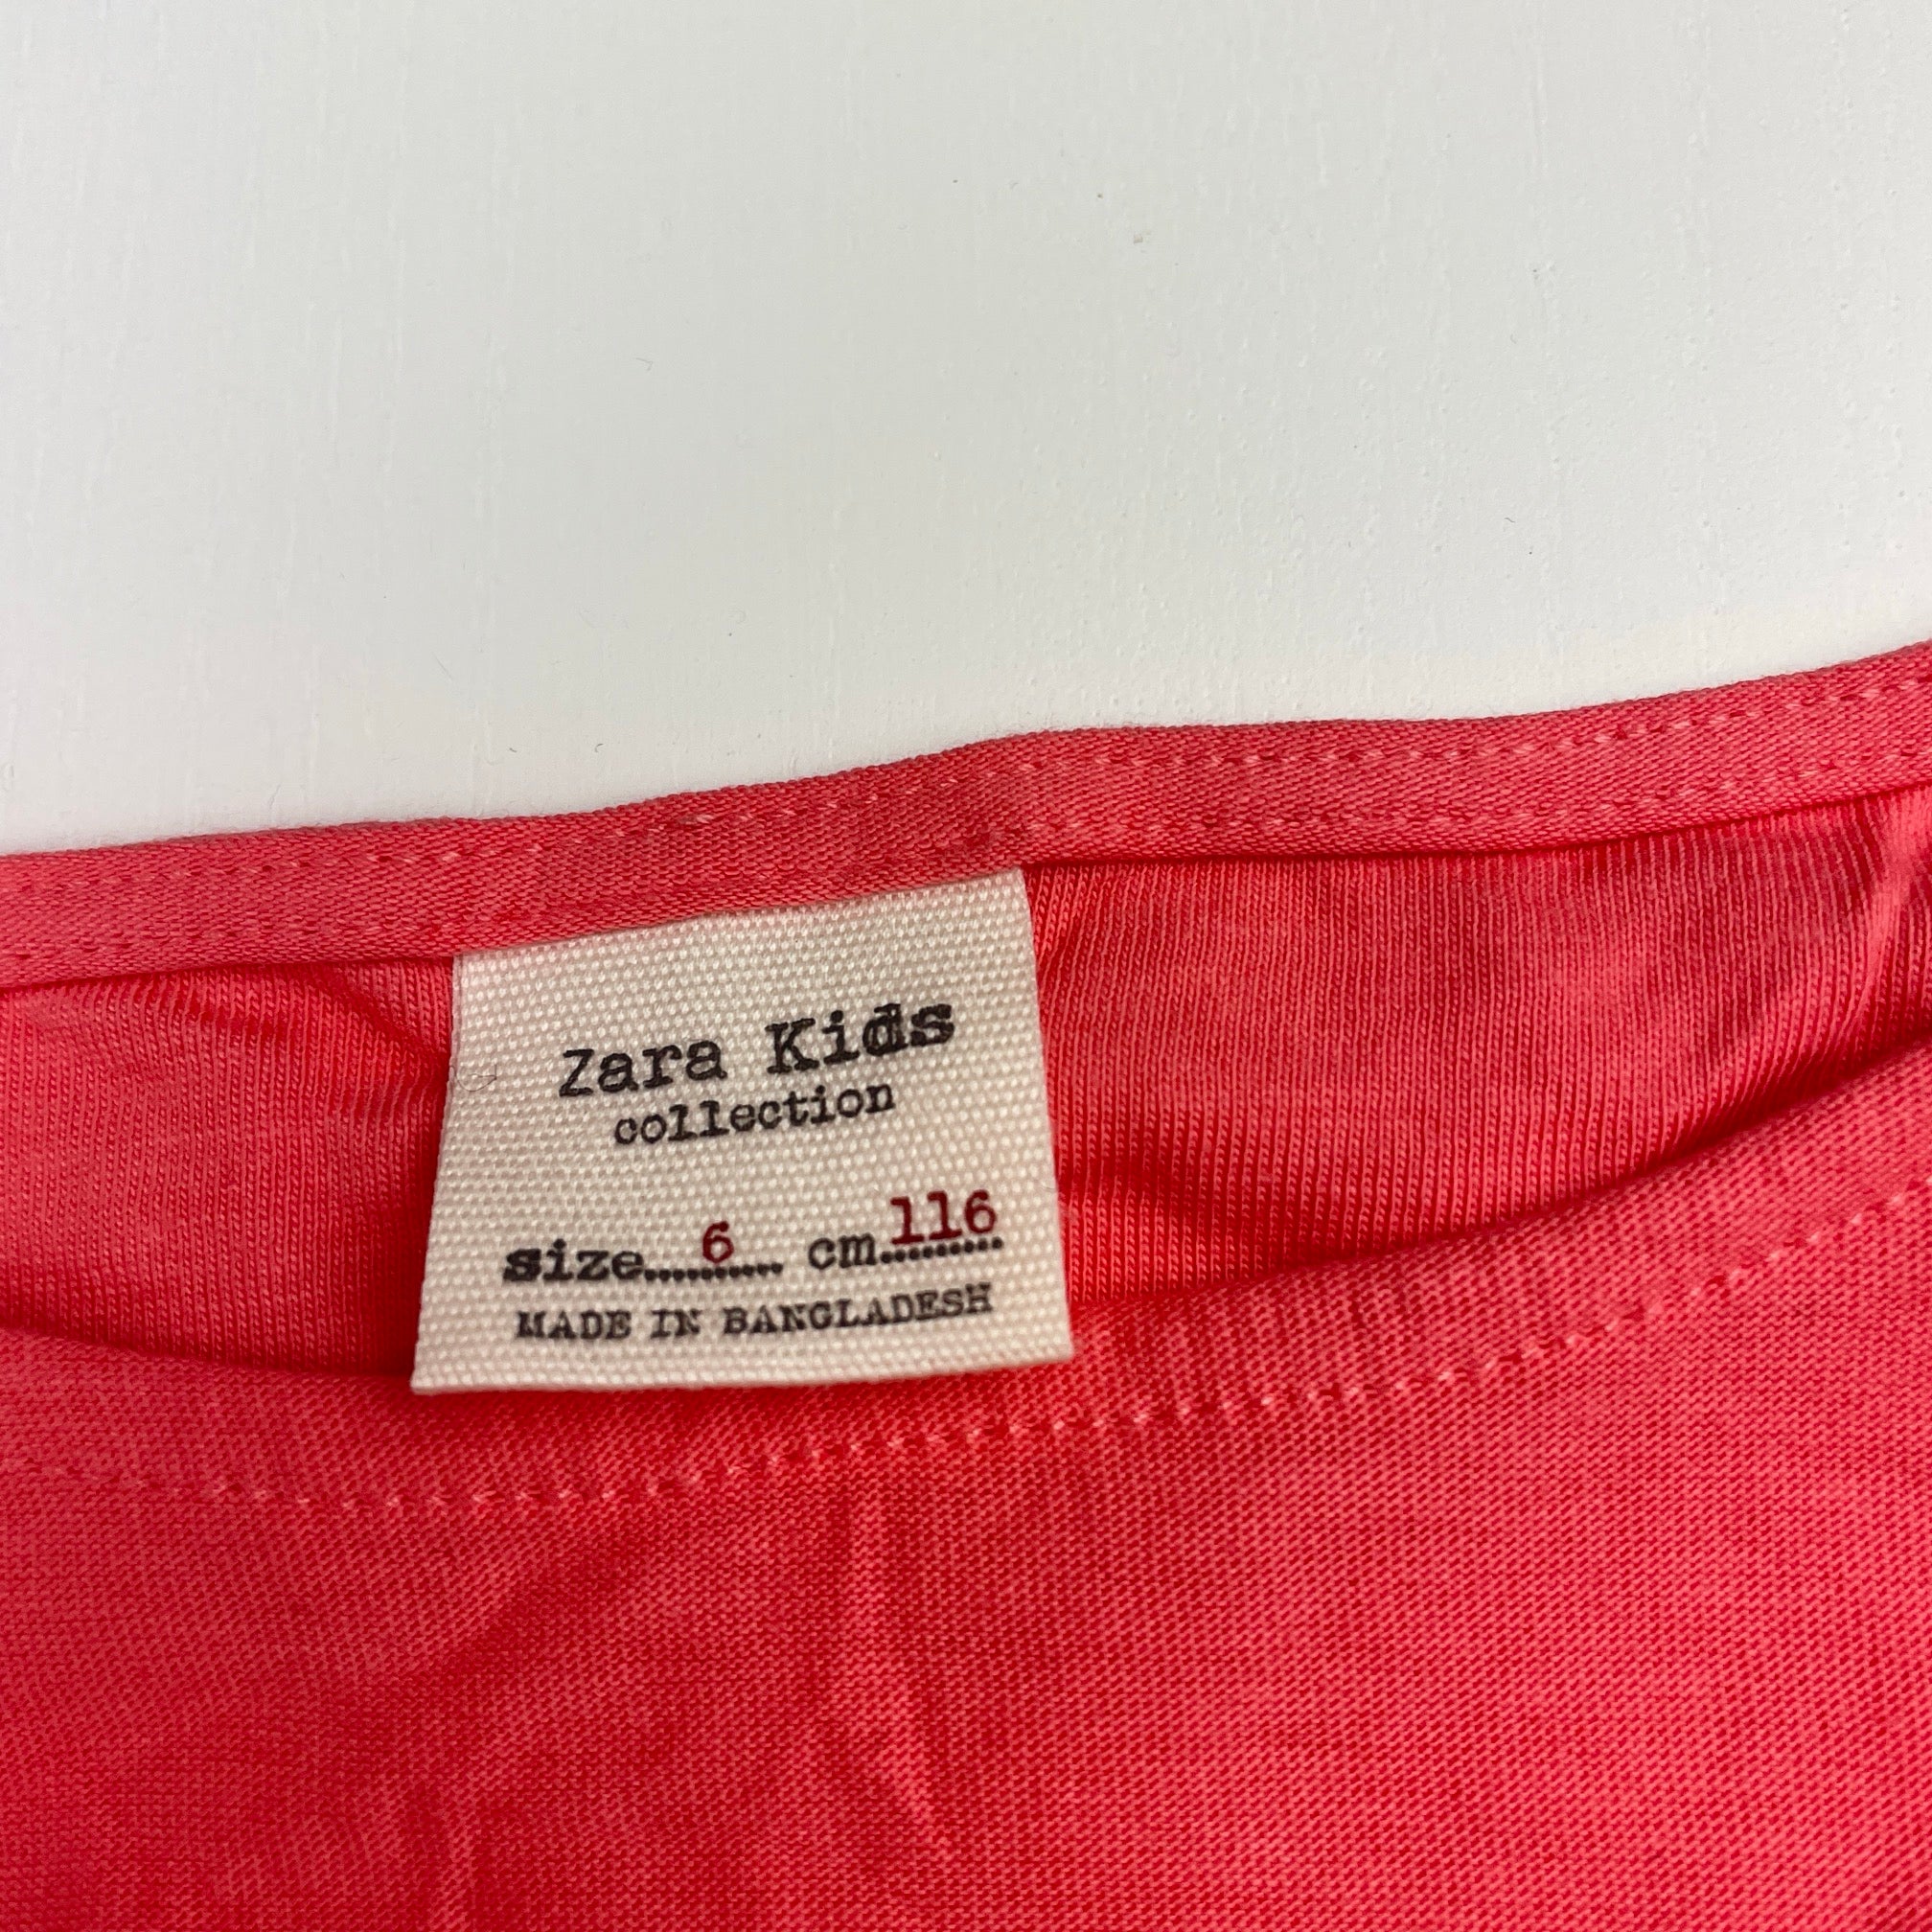 Zara Kids
collection
size....6.... cm.116
MADE IN BANGLADESH